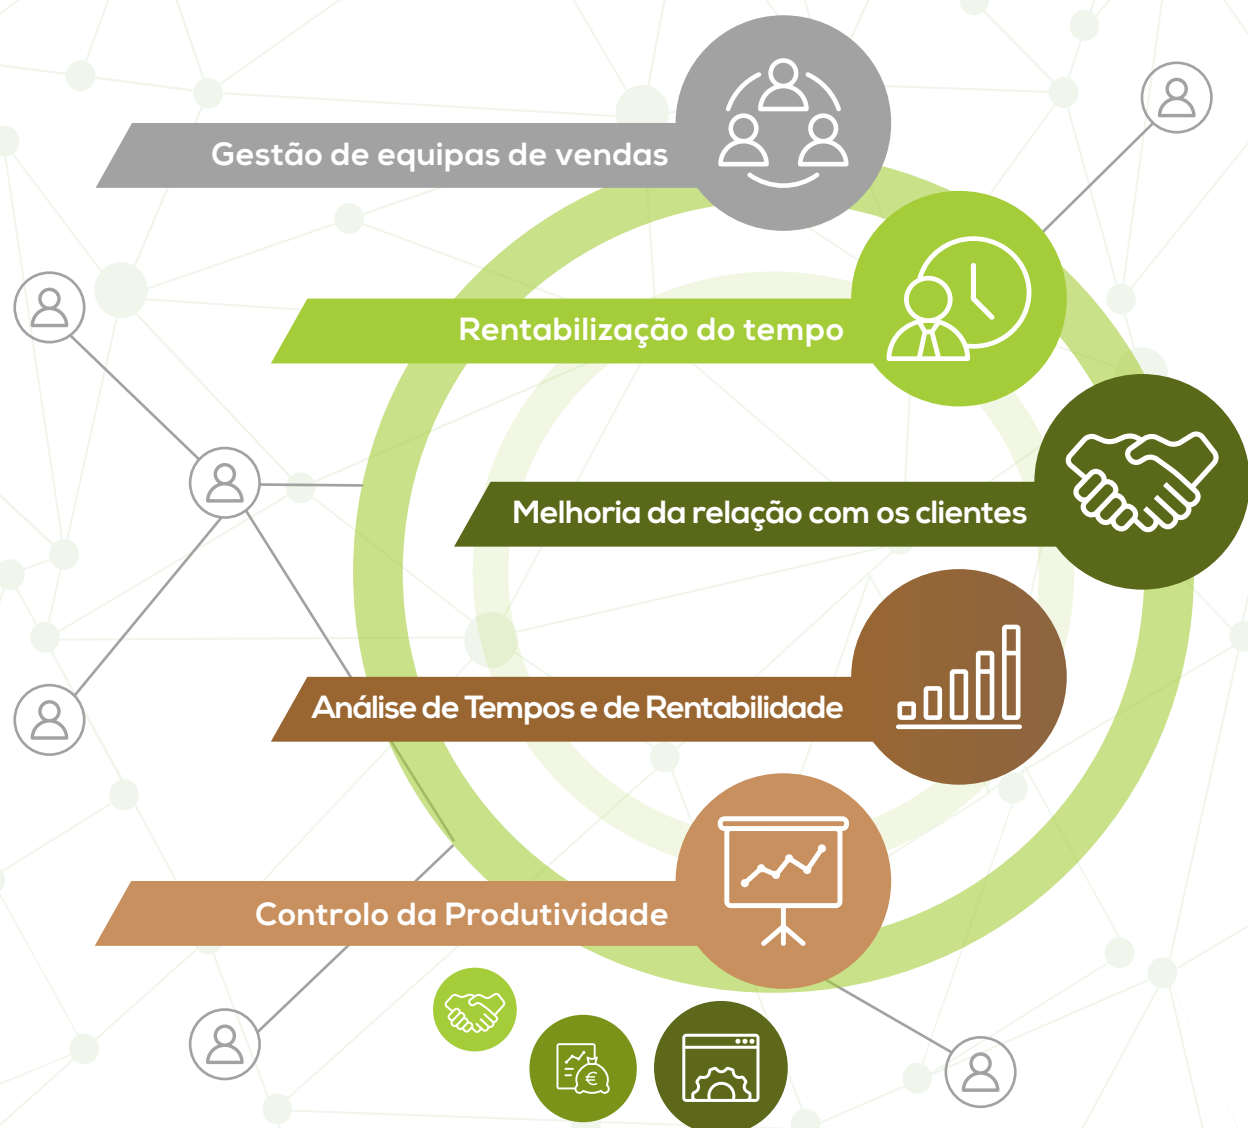 Gestão de equipas de vendas
Rentabilização do tempo
Melhoria da relação com os clientes
Análise de Tempos e de Rentabilidade
Controlo da Produtividade
€